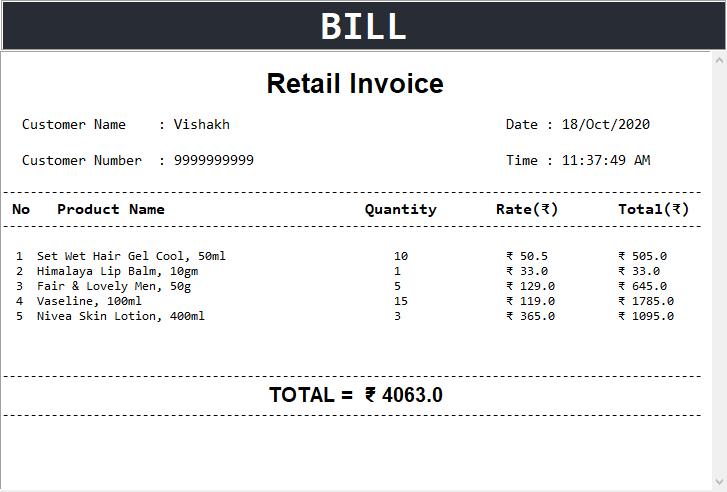 BILL
Retail Invoice
Customer Name : Vishakh Date : 18/Oct/2020
Customer Number : 9999999999 Time : 11:37:49 AM
No Product Name Quantity Rate(₹) Total(₹)
1 Set Wet Hair Gel Cool, 50ml 10 ₹ 50.5 ₹ 505.0
2 Himalaya Lip Balm, 10gm 1 ₹ 33.0 ₹ 33.0
3 Fair & Lovely Men, 50g 5 ₹ 129.0 ₹ 645.0
4 Vaseline, 100ml 15 ₹ 119.0 ₹ 1785.0
5 Nivea Skin Lotion, 400ml 3 ₹ 365.0 ₹ 1095.0
TOTAL = ₹ 4063.0